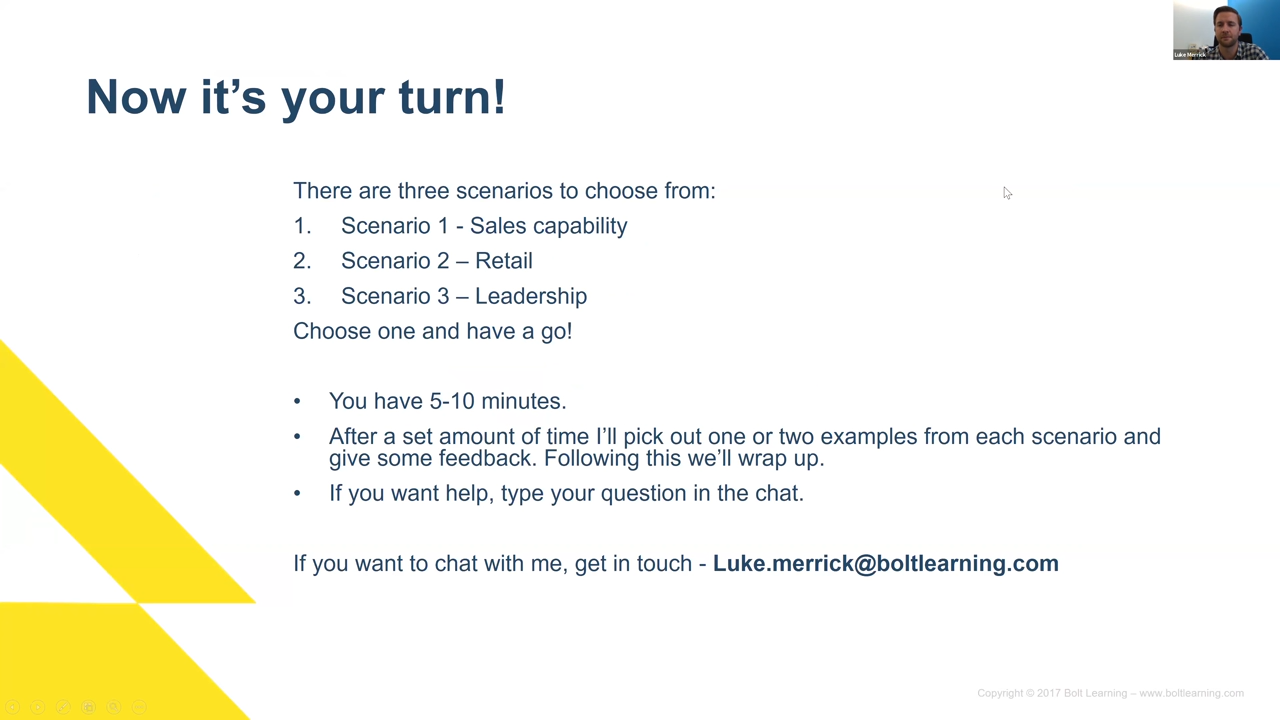 Luke Merrick
Now it’s your turn!
There are three scenarios to choose from:
1. Scenario 1 - Sales capability
2. Scenario 2 – Retail
3. Scenario 3 – Leadership
Choose one and have a go!
• You have 5-10 minutes.
• After a set amount of time I’ll pick out one or two examples from each scenario and
give some feedback. Following this we’ll wrap up.
• If you want help, type your question in the chat.
If you want to chat with me, get in touch - Luke.merrick@boltlearning.com
Copyright © 2017 Bolt Learning – www.boltlearning.com